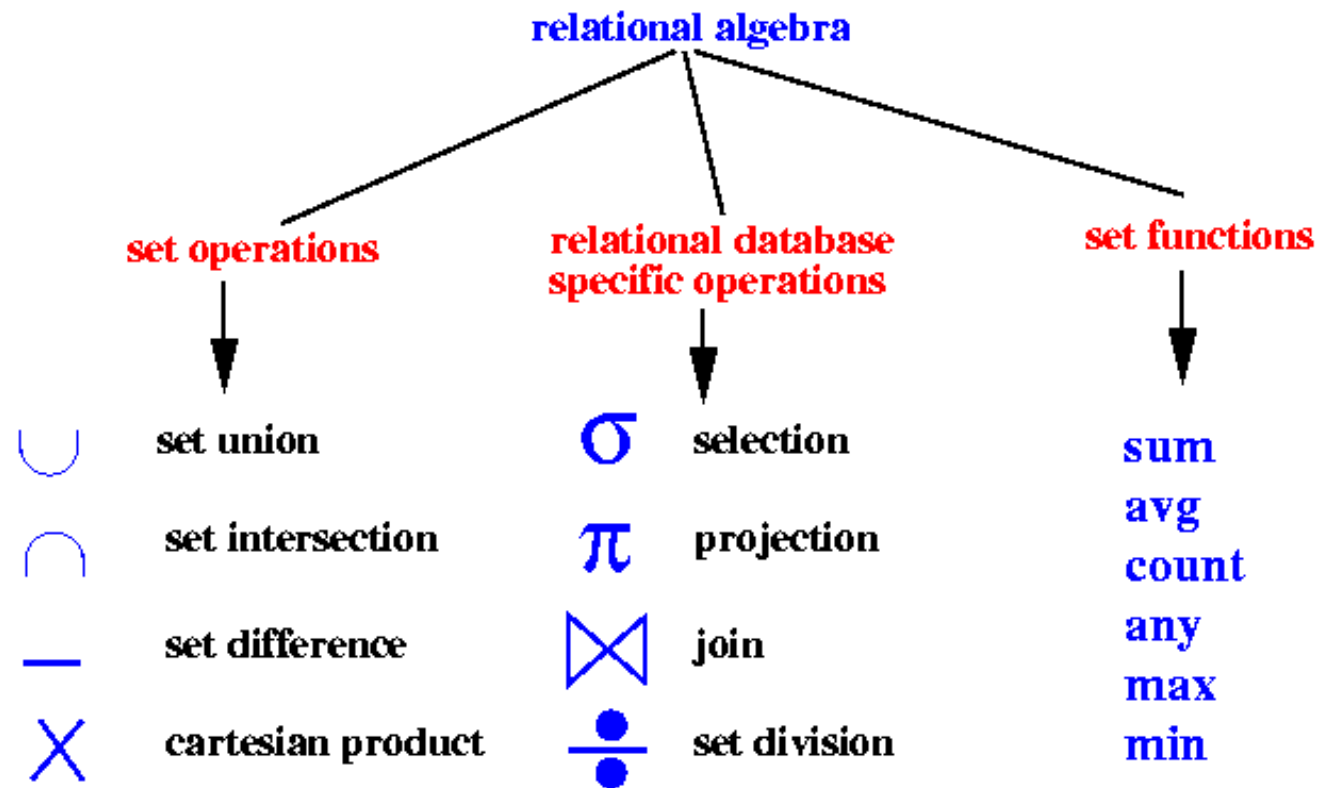 relational algebra
set operations
relational database
specific operations
set functions
∪ set union
∩ set intersection
— set difference
X cartesian product
σ selection
π projection
⋈ join
÷ set division
sum
avg
count
any
max
min